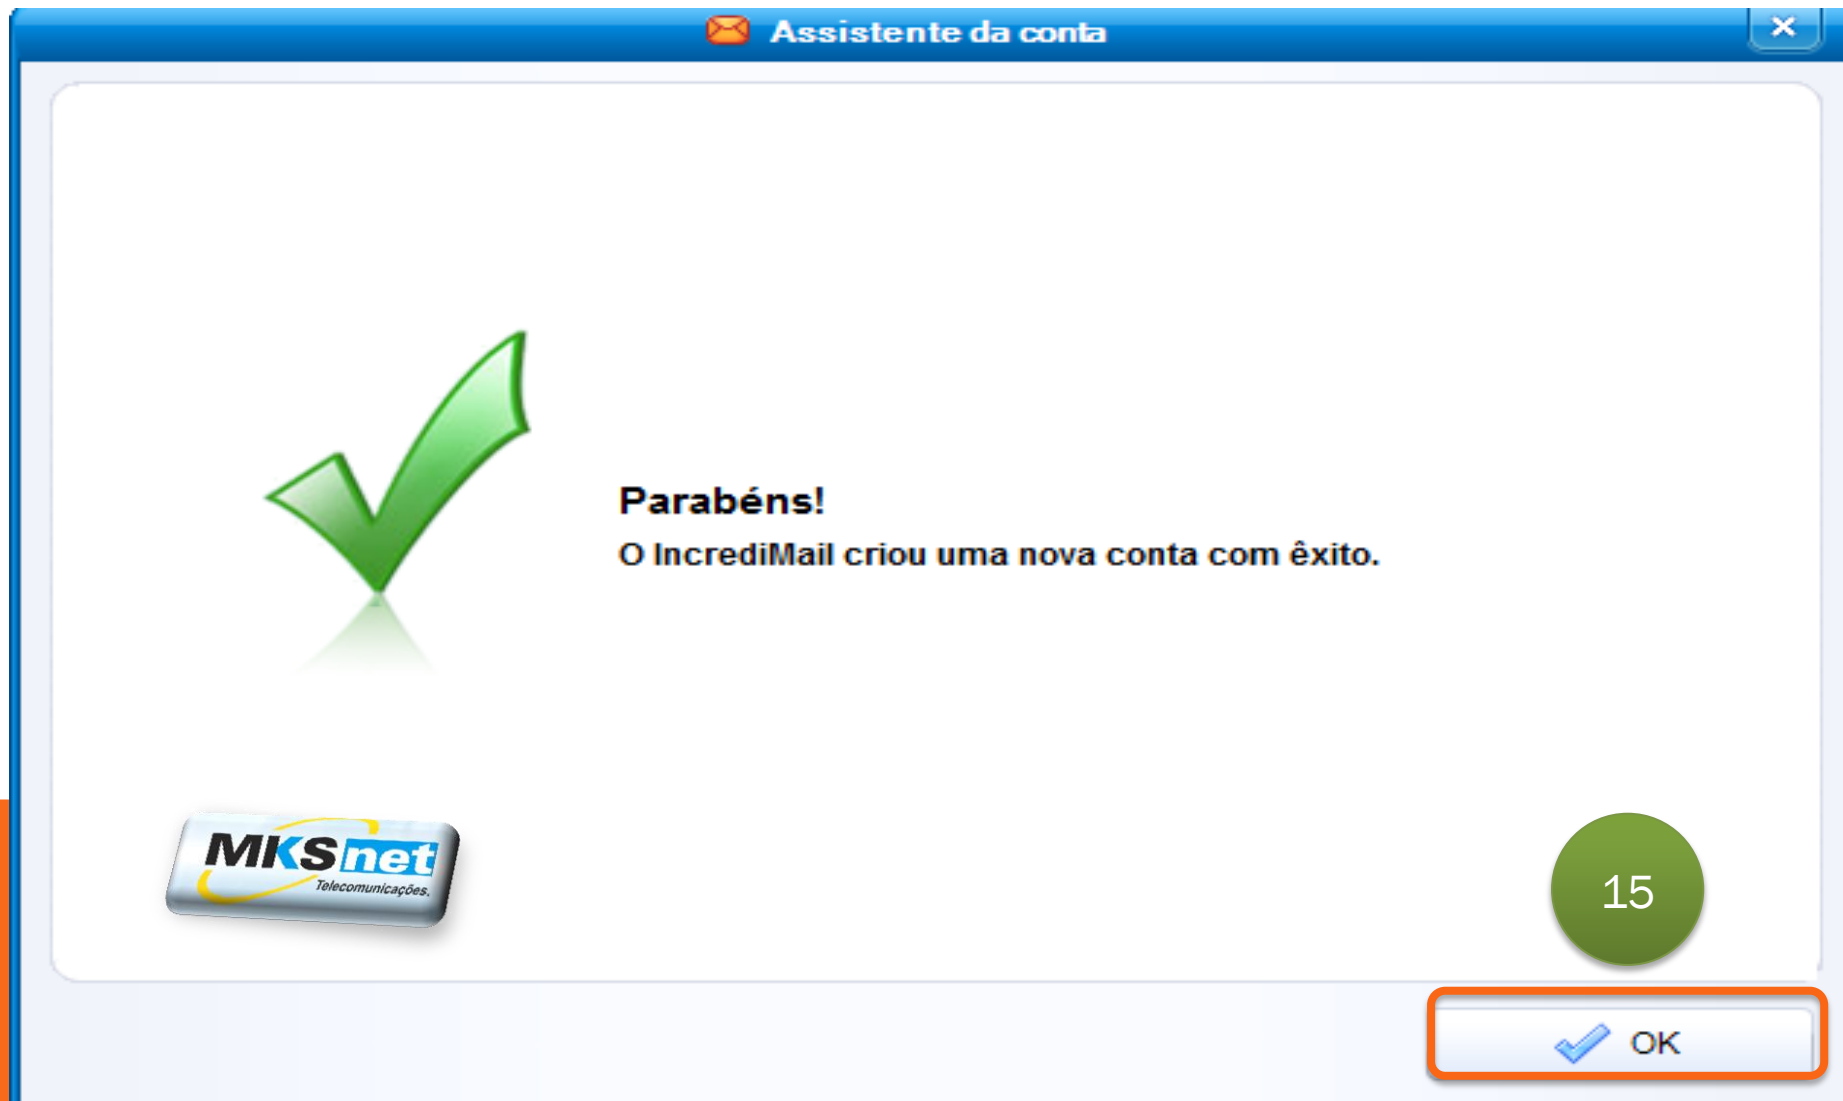 Assistente da conta
Parabéns!
O IncrediMail criou uma nova conta com êxito.
MKSnet
Telecomunicações.
15
OK